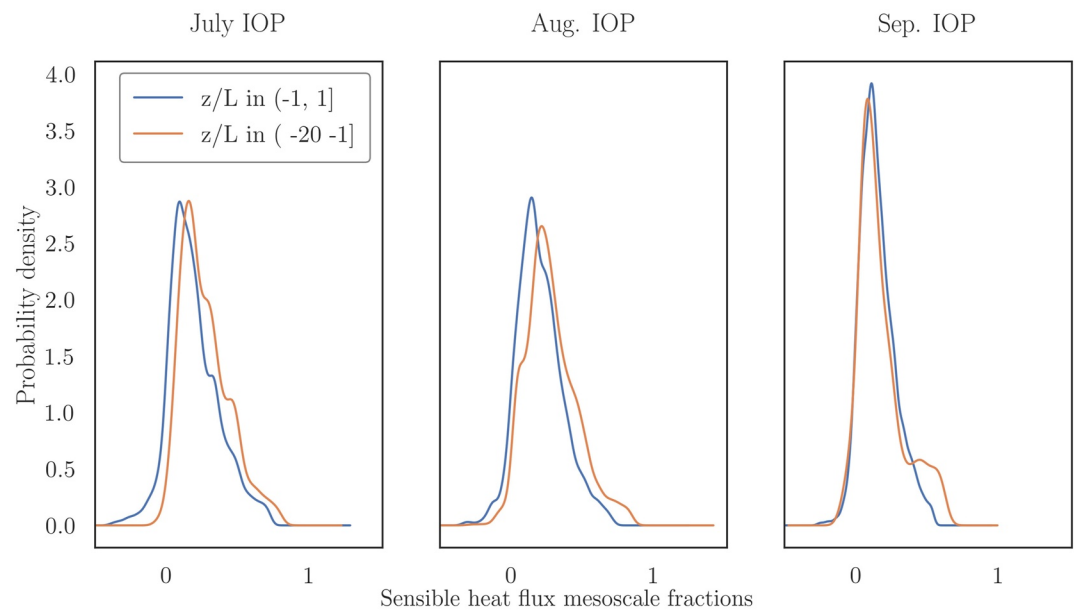 July IOP
Aug. IOP
Sep. IOP
z/L in (-1, 1]
z/L in ( -20 -1]
Probability density
4.0
3.5
3.0
2.5
2.0
1.5
1.0
0.5
0.0
0 1
0 1
0 1
Sensible heat flux mesoscale fractions